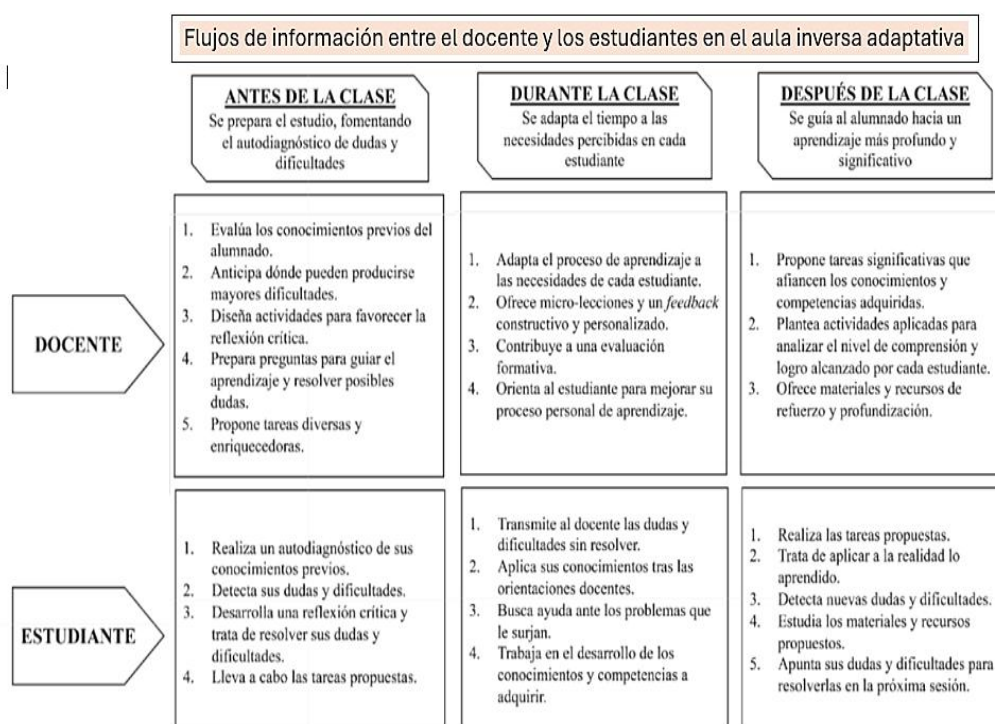 Flujos de información entre el docente y los estudiantes en el aula inversa adaptativa
ANTES DE LA CLASE
Se prepara el estudio, fomentando
el autodiagnóstico de dudas y
dificultades
DURANTE LA CLASE
Se adapta el tiempo a las
necesidades percibidas en cada
estudiante
DESPUÉS DE LA CLASE
Se guía al alumnado hacia un
aprendizaje más profundo y
significativo
DOCENTE
1. Evalúa los conocimientos previos del
alumnado.
2. Anticipa dónde pueden producirse
mayores dificultades.
3. Diseña actividades para favorecer la
reflexión crítica.
4. Prepara preguntas para guiar el
aprendizaje y resolver posibles
dudas.
5. Propone tareas diversas y
enriquecedoras.
1. Adapta el proceso de aprendizaje a
las necesidades de cada estudiante.
2. Ofrece micro-lecciones y un feedback
constructivo y personalizado.
3. Contribuye a una evaluación
formativa.
4. Orienta al estudiante para mejorar su
proceso personal de aprendizaje.
1. Propone tareas significativas que
afiancen los conocimientos y
competencias adquiridas.
2. Plantea actividades aplicadas para
analizar el nivel de comprensión y
logro alcanzado por cada estudiante.
3. Ofrece materiales y recursos de
refuerzo y profundización.
ESTUDIANTE
1. Realiza un autodiagnóstico de sus
conocimientos previos.
2. Detecta sus dudas y dificultades.
3. Desarrolla una reflexión crítica y
trata de resolver sus dudas y
dificultades.
4. Lleva a cabo las tareas propuestas.
1. Transmite al docente las dudas y
dificultades sin resolver.
2. Aplica sus conocimientos tras las
orientaciones docentes.
3. Busca ayuda ante los problemas que
le surjan.
4. Trabaja en el desarrollo de los
conocimientos y competencias a
adquirir.
1. Realiza las tareas propuestas.
2. Trata de aplicar a la realidad lo
aprendido.
3. Detecta nuevas dudas y dificultades.
4. Estudia los materiales y recursos
propuestos.
5. Apunta sus dudas y dificultades para
resolverlas en la próxima sesión.